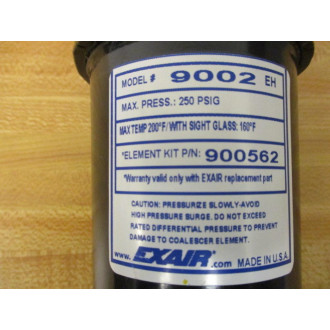 MODEL # 9002 EH
MAX. PRESS.: 250 PSIG
MAX TEMP 200°F/ WITH SIGHT GLASS: 160°F
*ELEMENT KIT P/N: 900562
*Warranty valid only with EXAIR replacement part
CAUTION: PRESSURIZE SLOWLY-AVOID
HIGH PRESSURE SURGE. DO NOT EXCEED
RATED DIFFERENTIAL PRESSURE TO PREVENT
DAMAGE TO COALESCER ELEMENT.
www.EXAIR.com MADE IN U.S.A.